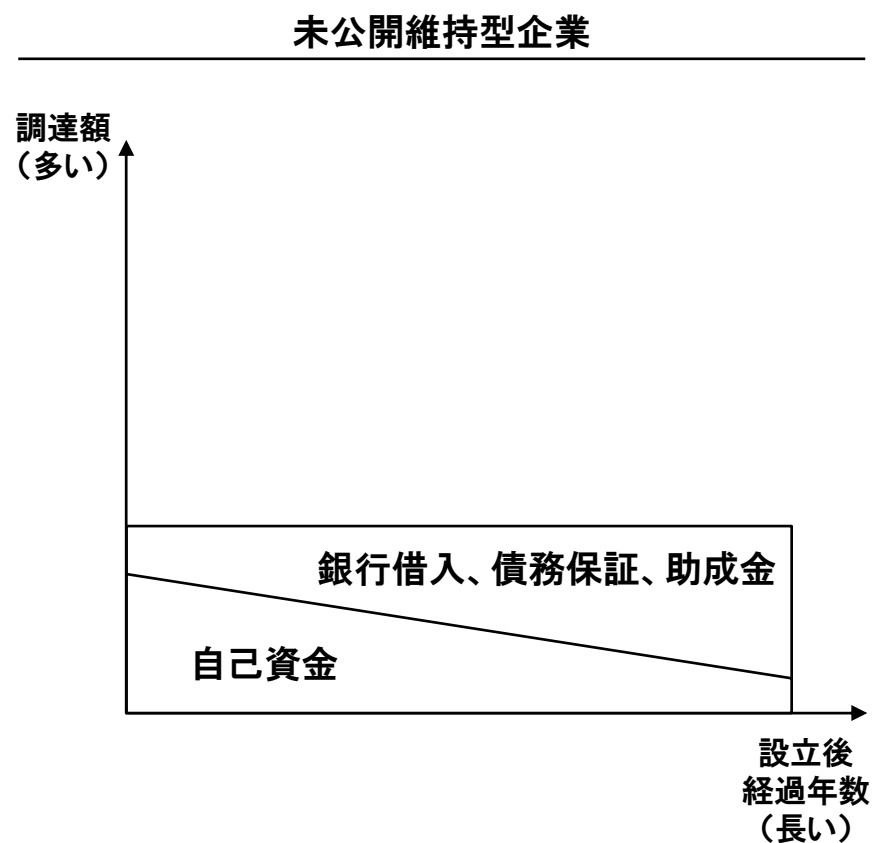 未公開維持型企業
調達額
（多い）
銀行借入、債務保証、助成金
自己資金
設立後
経過年数
（長い）